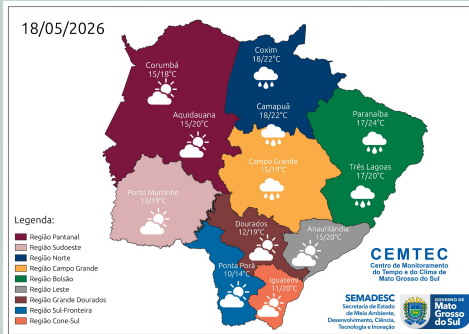 18/05/2026
Coxim
18/22°C
Corumbá
15/18°C
Camapuã
18/22°C
Aquidauana
15/20°C
Paranaíba
17/24°C
Campo Grande
15/19°C
Três Lagoas
17/20°C
Porto Murtinho
13/19°C
Dourados
12/19°C
Anaurilândia
15/20°C
Ponta Porã
10/14°C
Iguatemi
11/20°C
Legenda:
Região Pantanal
Região Sudoeste
Região Norte
Região Campo Grande
Região Bolsão
Região Leste
Região Grande Dourados
Região Sul-Fronteira
Região Cone-Sul
CEMTEC
Centro de Monitoramento
do Tempo e do Clima de
Mato Grosso do Sul
SEMADESC
Secretaria de Estado
de Meio Ambiente,
Desenvolvimento, Ciência,
Tecnologia e Inovação
GOVERNO DE
Mato
Grosso
do Sul